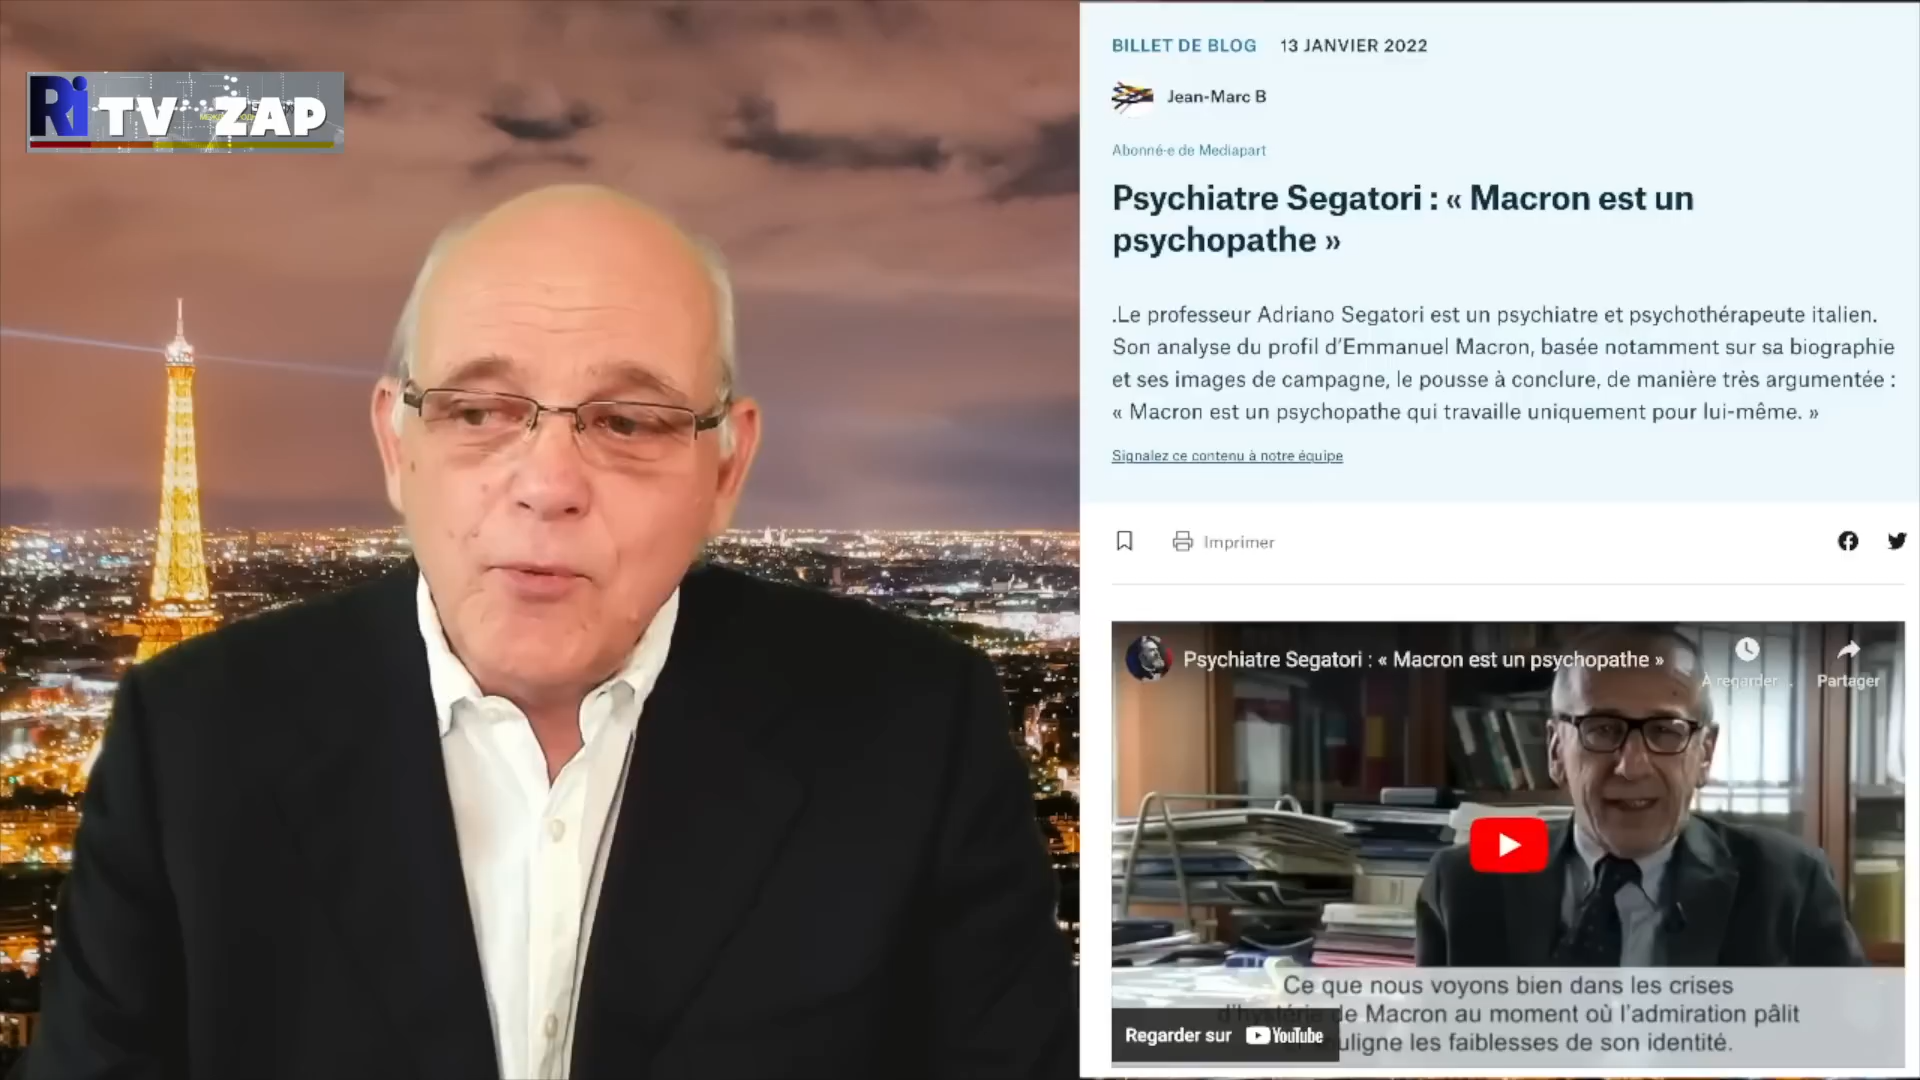 Ri TV ZAP
BILLET DE BLOG 13 JANVIER 2022
Jean-Marc B
Abonné·e de Mediapart
Psychiatre Segatori : « Macron est un
psychopathe »
.Le professeur Adriano Segatori est un psychiatre et psychothérapeute italien.
Son analyse du profil d'Emmanuel Macron, basée notamment sur sa biographie
et ses images de campagne, le pousse à conclure, de manière très argumentée :
« Macron est un psychopathe qui travaille uniquement pour lui-même. »
Signalez ce contenu à notre équipe
Imprimer
Psychiatre Segatori : « Macron est un psychopathe »
À regarder... Partager
Ce que nous voyons bien dans les crises
d'hystérie de Macron au moment où l'admiration pâlit
uligne les faiblesses de son identité.
Regarder sur YouTube